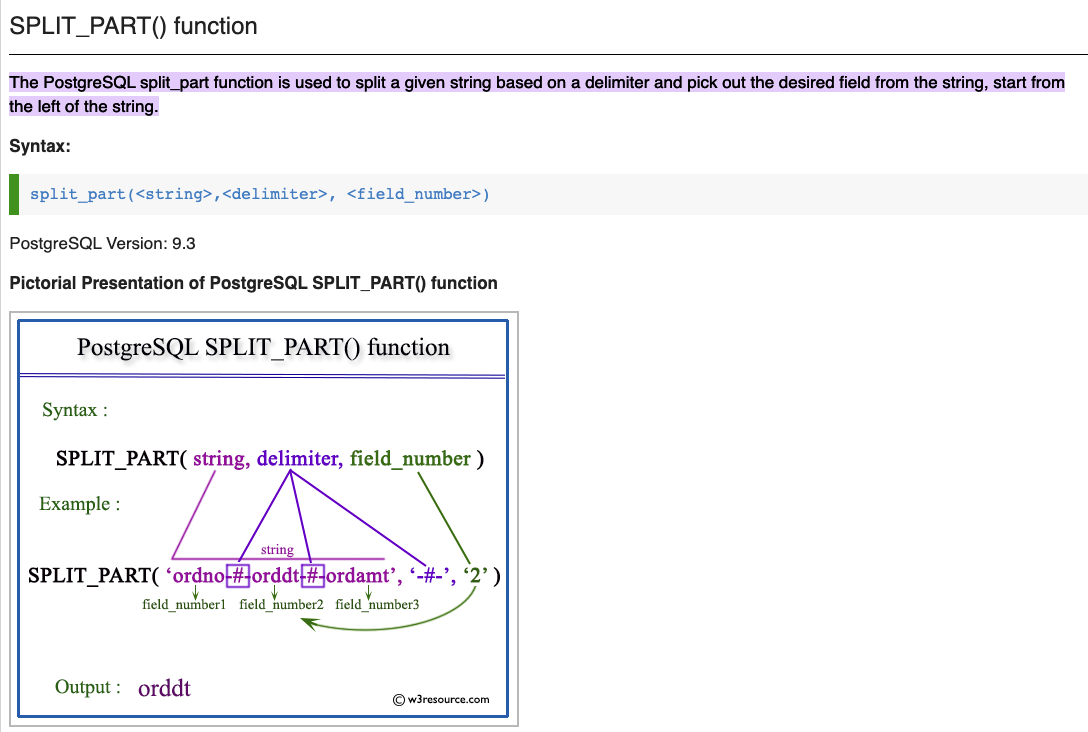 SPLIT_PART() function
The PostgreSQL split_part function is used to split a given string based on a delimiter and pick out the desired field from the string, start from
the left of the string.
Syntax:
split_part(<string>,<delimiter>, <field_number>)
PostgreSQL Version: 9.3
Pictorial Presentation of PostgreSQL SPLIT_PART() function
PostgreSQL SPLIT_PART() function
Syntax :
SPLIT_PART( string, delimiter, field_number )
Example :
string
SPLIT_PART( ‘ordno-#-orddt-#-ordamt’, ‘-#-’, ‘2’ )
field_number1 field_number2 field_number3
Output : orddt
© w3resource.com